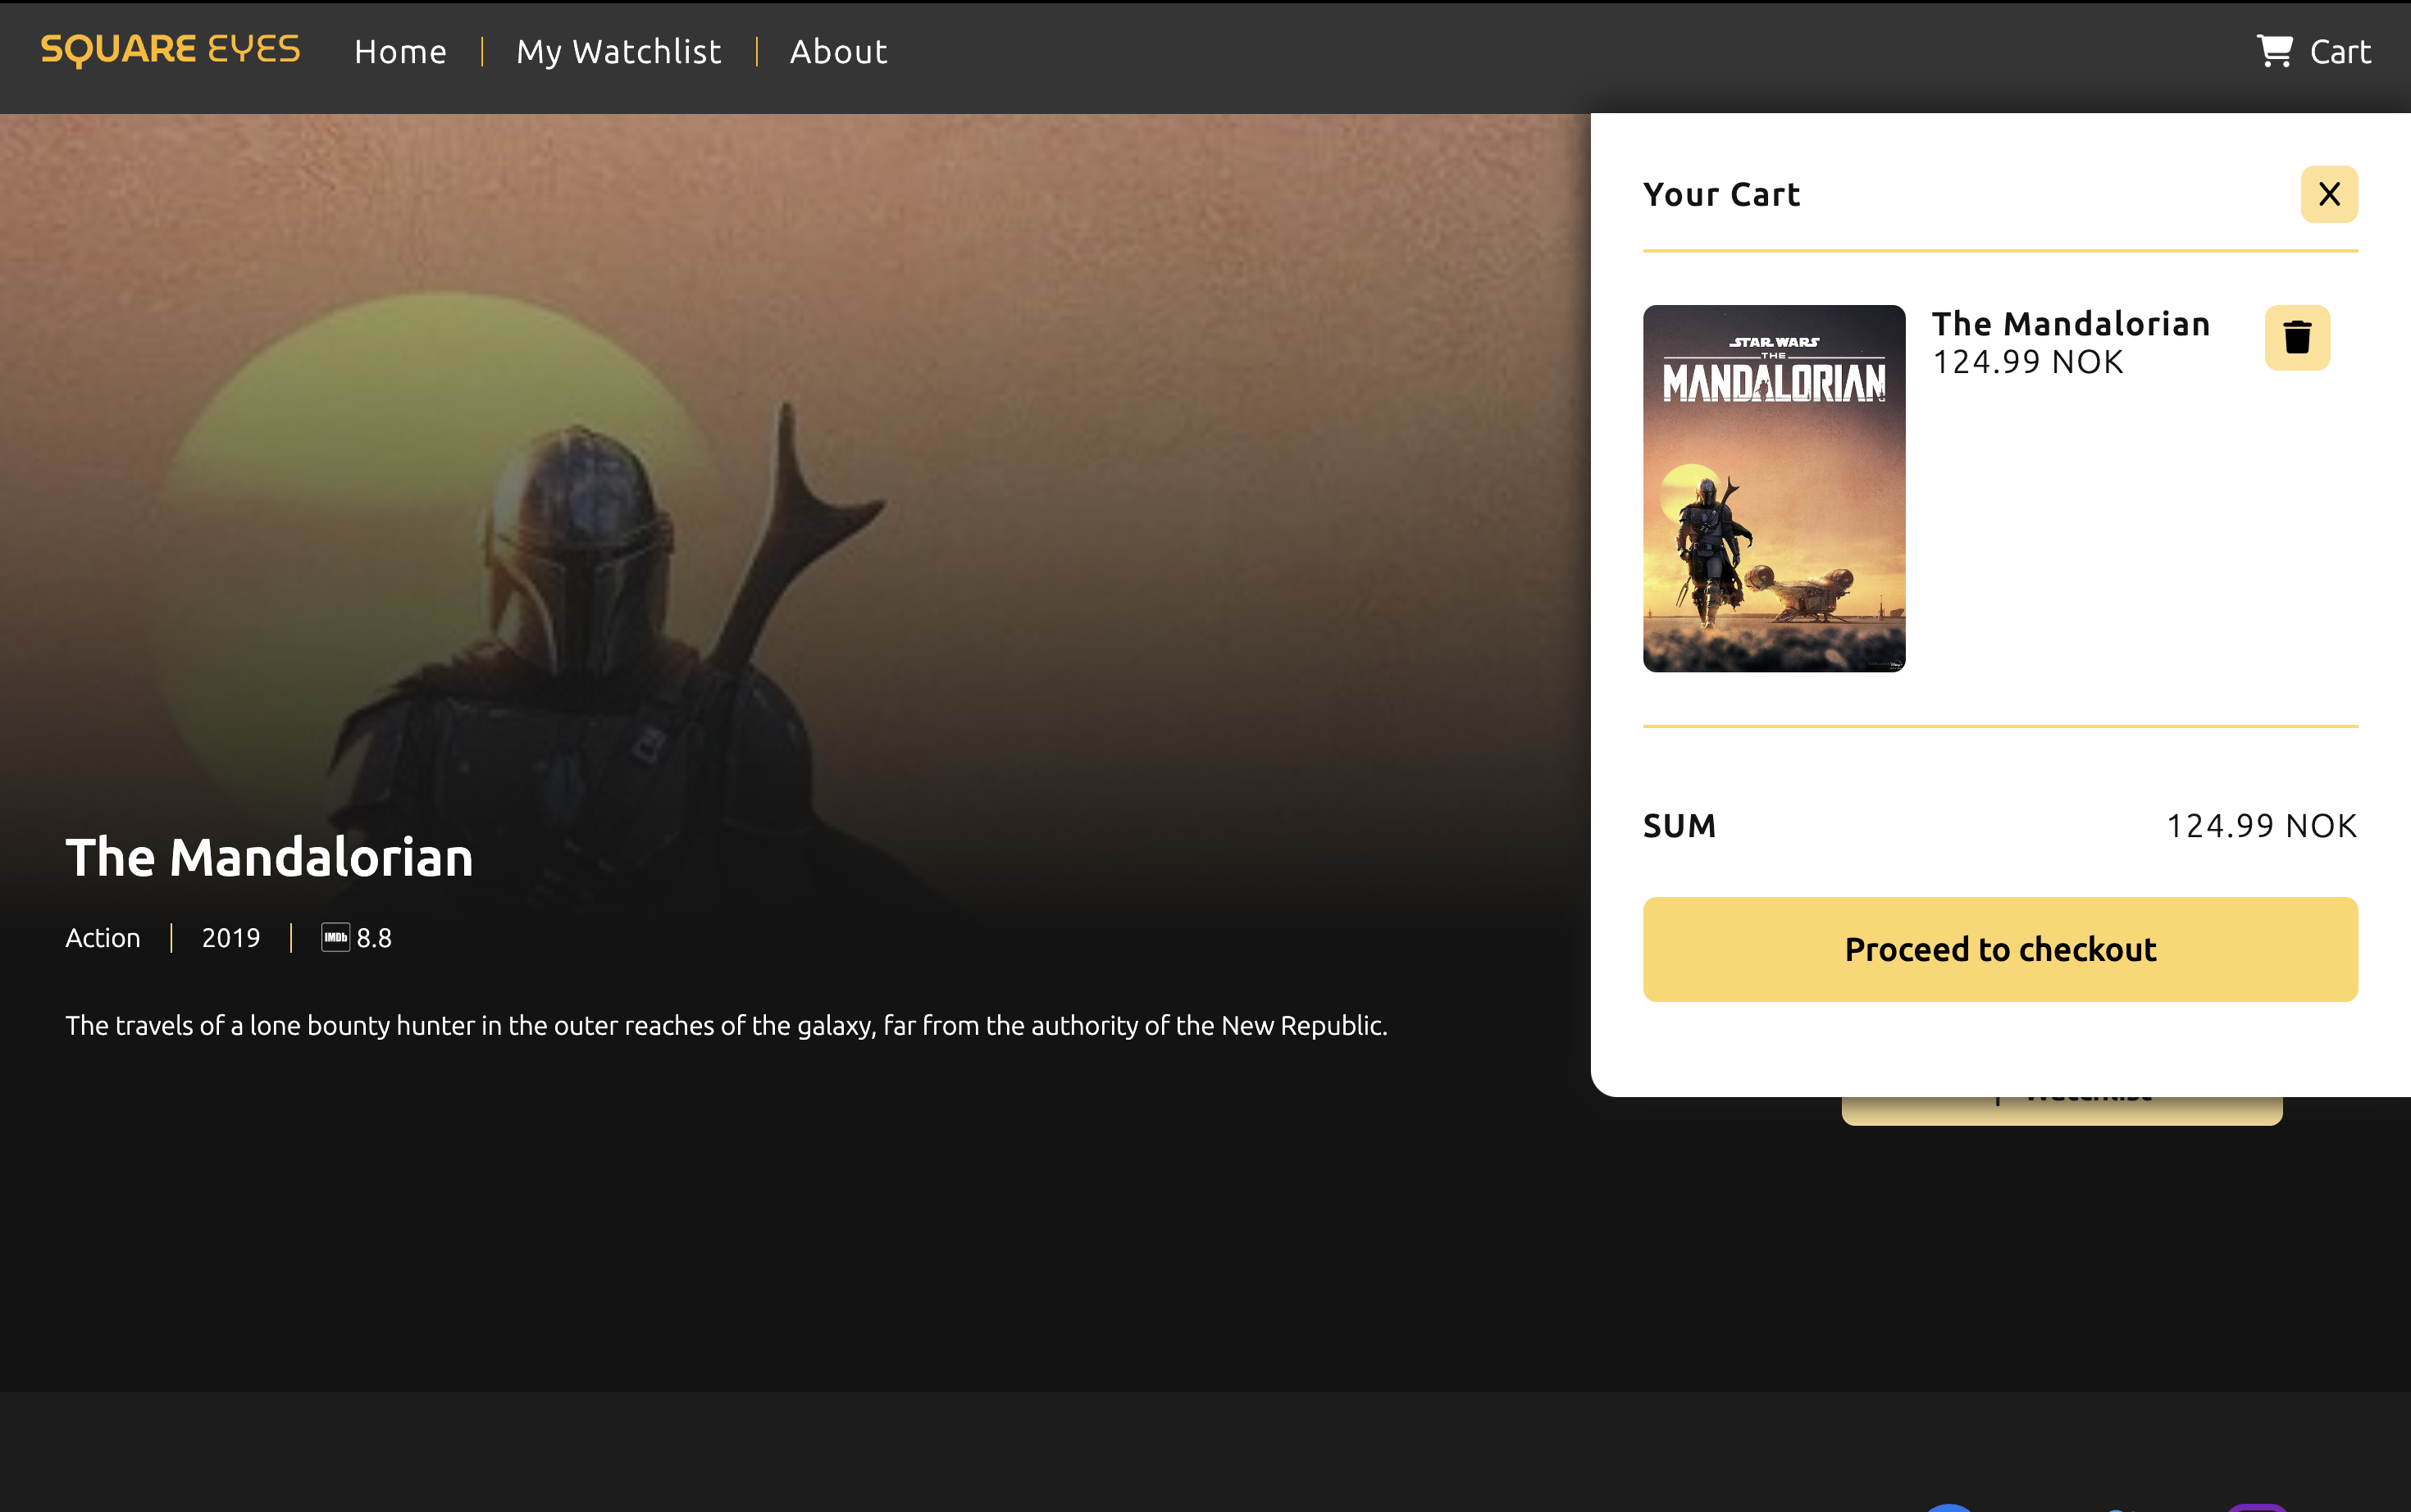 SQUARE EYES
Home
My Watchlist
About
Cart
Your Cart
X
STAR WARS
THE
MANDALORIAN
The Mandalorian
124.99 NOK
SUM
124.99 NOK
Proceed to checkout
The Mandalorian
Action
2019
IMDb 8.8
The travels of a lone bounty hunter in the outer reaches of the galaxy, far from the authority of the New Republic.